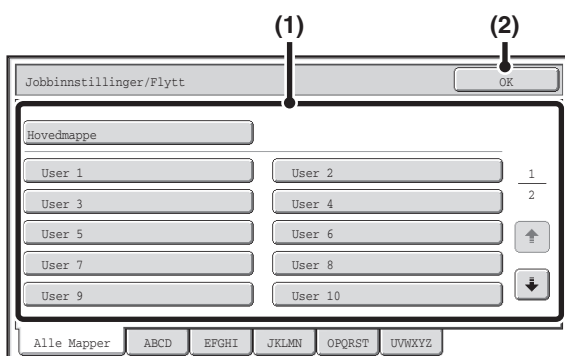 (1) (2)
Jobbinnstillinger/Flytt OK
Hovedmappe
User 1 User 2 1
User 3 User 4 2
User 5 User 6
User 7 User 8
User 9 User 10
Alle Mapper ABCD EFGHI JKLMN OPQRST UVWXYZ